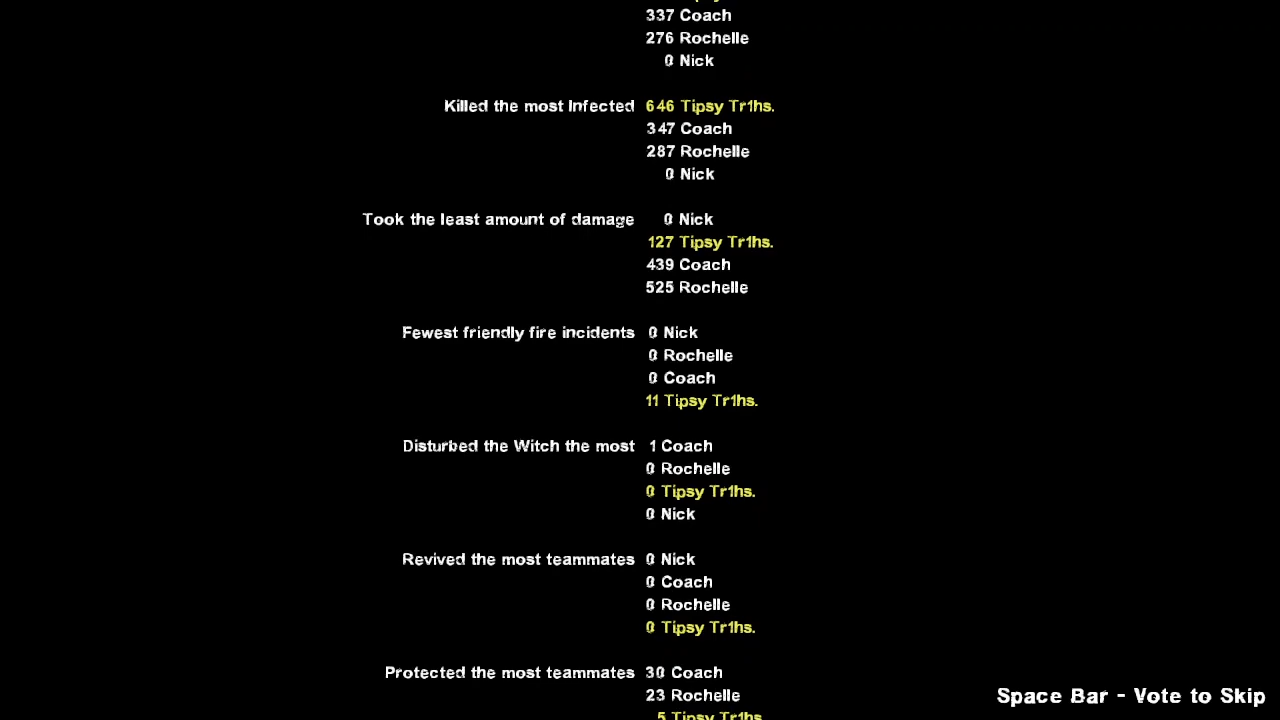 337 Coach
276 Rochelle
0 Nick
Killed the most Infected 646 Tipsy Tr1hs.
347 Coach
287 Rochelle
0 Nick
Took the least amount of damage 0 Nick
127 Tipsy Tr1hs.
439 Coach
525 Rochelle
Fewest friendly fire incidents 0 Nick
0 Rochelle
0 Coach
11 Tipsy Tr1hs.
Disturbed the Witch the most 1 Coach
0 Rochelle
0 Tipsy Tr1hs.
0 Nick
Revived the most teammates 0 Nick
0 Coach
0 Rochelle
0 Tipsy Tr1hs.
Protected the most teammates 30 Coach
23 Rochelle
5 Tipsy Tr1hs.
Space Bar - Vote to Skip